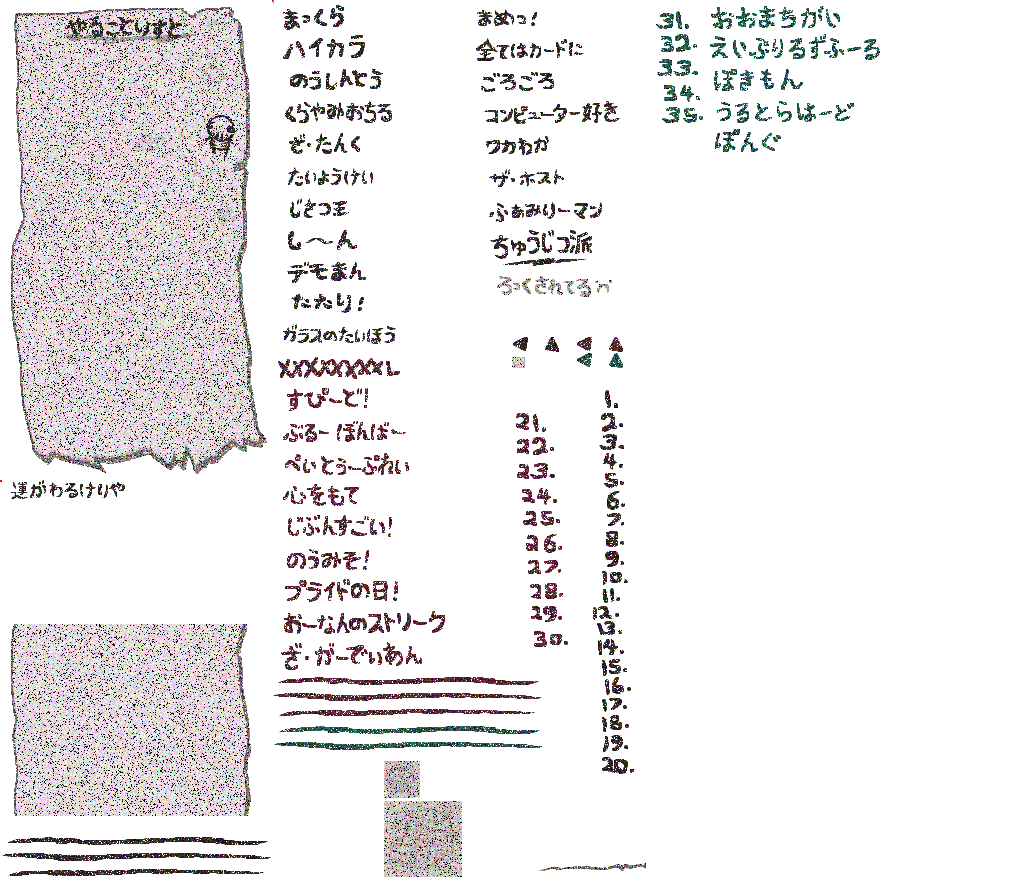 やることりすと
運がわるけりゃ
まっくら
ハイカラ
のうしんとう
くらやみおちる
ざ・たんく
たいようけい
じさつ王
し〜ん
デモまん
たたり!
ガラスのたいほう
XXXXXXXXL
すぴーど!
ぶるーぼんばー
ぺいとぅーぷれい
心をもて
じぶんすごい!
のうみそ!
プライドの日!
おーなんのストリーク
ざ・がーでぃあん
まめっ!
全てはカードに
ごろごろ
コンピューター好き
ワカわか
ザ・ホスト
ふぁみりーマン
ちゅうじつ派
ろっくされてる
21.
22.
23.
24.
25.
26.
27.
28.
29.
30.
1.
2.
3.
4.
5.
6.
7.
8.
9.
10.
11.
12.
13.
14.
15.
16.
17.
18.
19.
20.
31.
32.
33.
34.
35.
おおまちがい
えいぷりるずふーる
ぽきもん
うるとらはーど
ぽんぐ